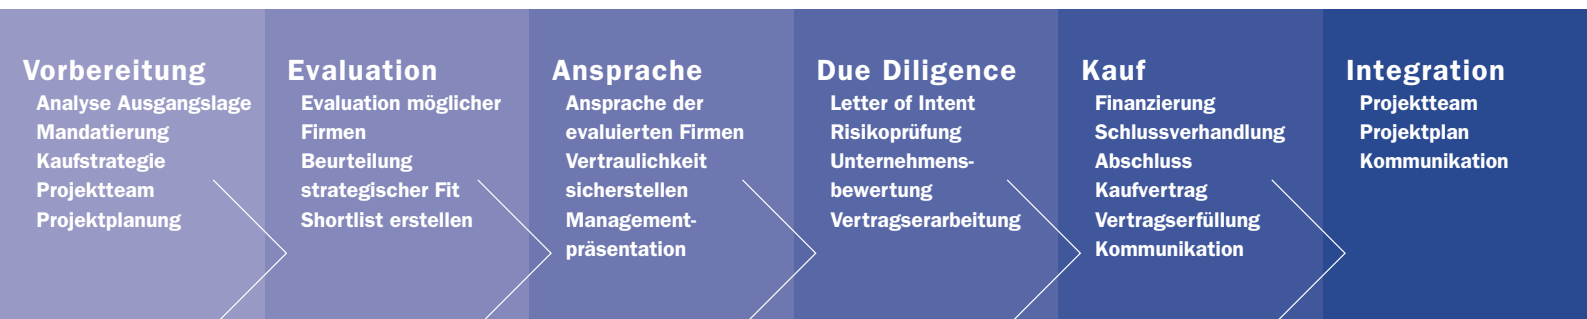 Vorbereitung
Analyse Ausgangslage
Mandatierung
Kaufstrategie
Projektteam
Projektplanung
Evaluation
Evaluation möglicher
Firmen
Beurteilung
strategischer Fit
Shortlist erstellen
Ansprache
Ansprache der
evaluierten Firmen
Vertraulichkeit
sicherstellen
Management-
präsentation
Due Diligence
Letter of Intent
Risikoprüfung
Unternehmens-
bewertung
Vertragserarbeitung
Kauf
Finanzierung
Schlussverhandlung
Abschluss
Kaufvertrag
Vertragserfüllung
Kommunikation
Integration
Projektteam
Projektplan
Kommunikation